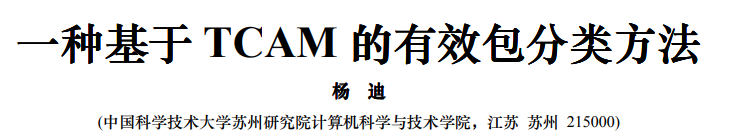 一种基于 TCAM 的有效包分类方法
杨 迪
(中国科学技术大学苏州研究院计算机科学与技术学院，江苏 苏州 215000)